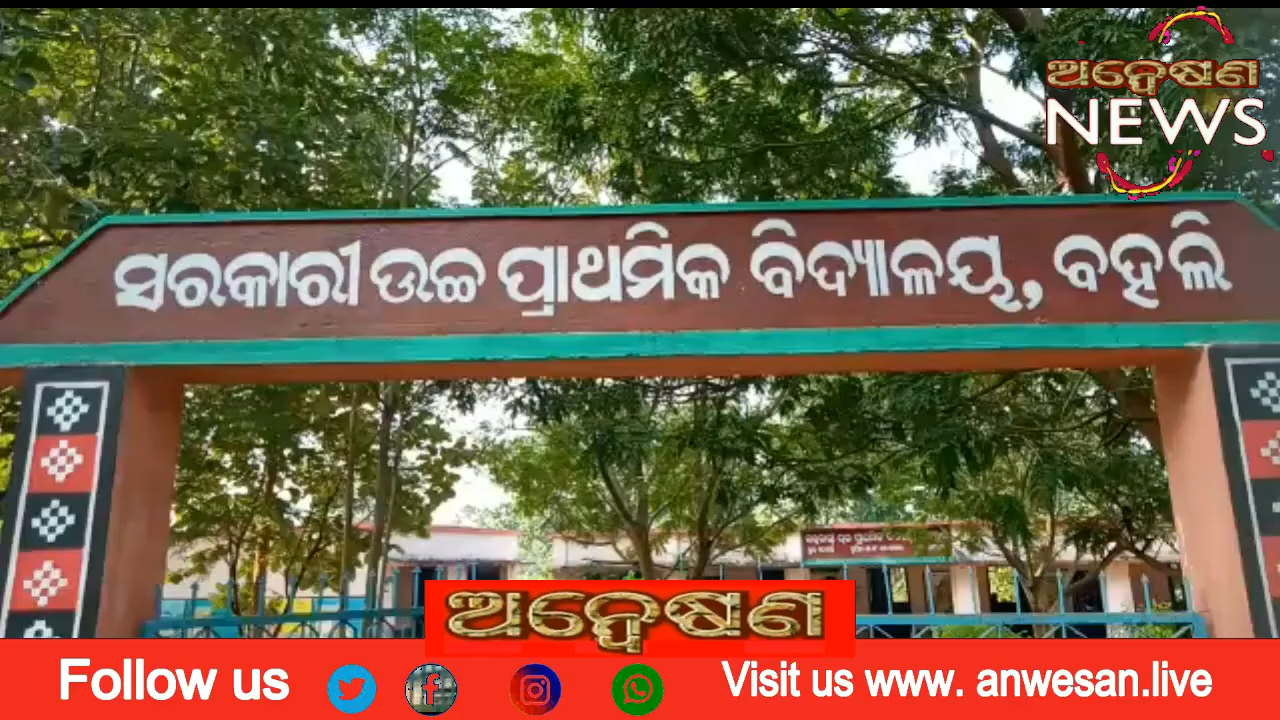 ଅନ୍ୱେଷଣ
NEWS
ସରକାରୀ ଉଚ୍ଚ ପ୍ରାଥମିକ ବିଦ୍ୟାଳୟ, ବହଲି
ଅନ୍ୱେଷଣ
Follow us
Visit us www. anwesan.live